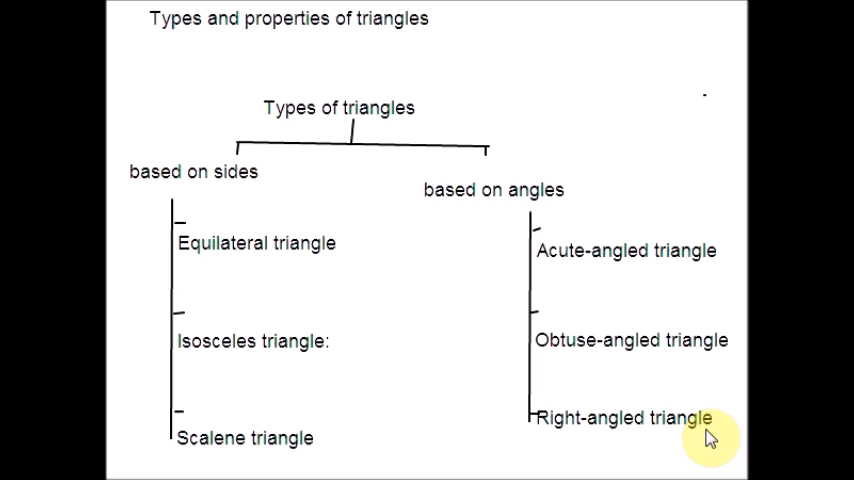 Types and properties of triangles
Types of triangles
based on sides
Equilateral triangle
Isosceles triangle:
Scalene triangle
based on angles
Acute-angled triangle
Obtuse-angled triangle
Right-angled triangle